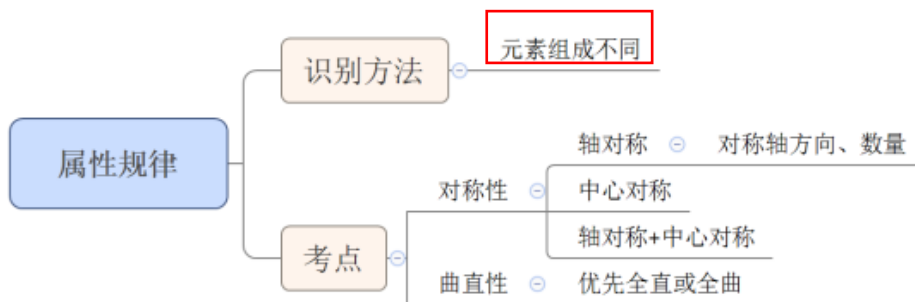 属性规律
识别方法
元素组成不同
考点
对称性
轴对称
对称轴方向、数量
中心对称
轴对称+中心对称
曲直性
优先全直或全曲